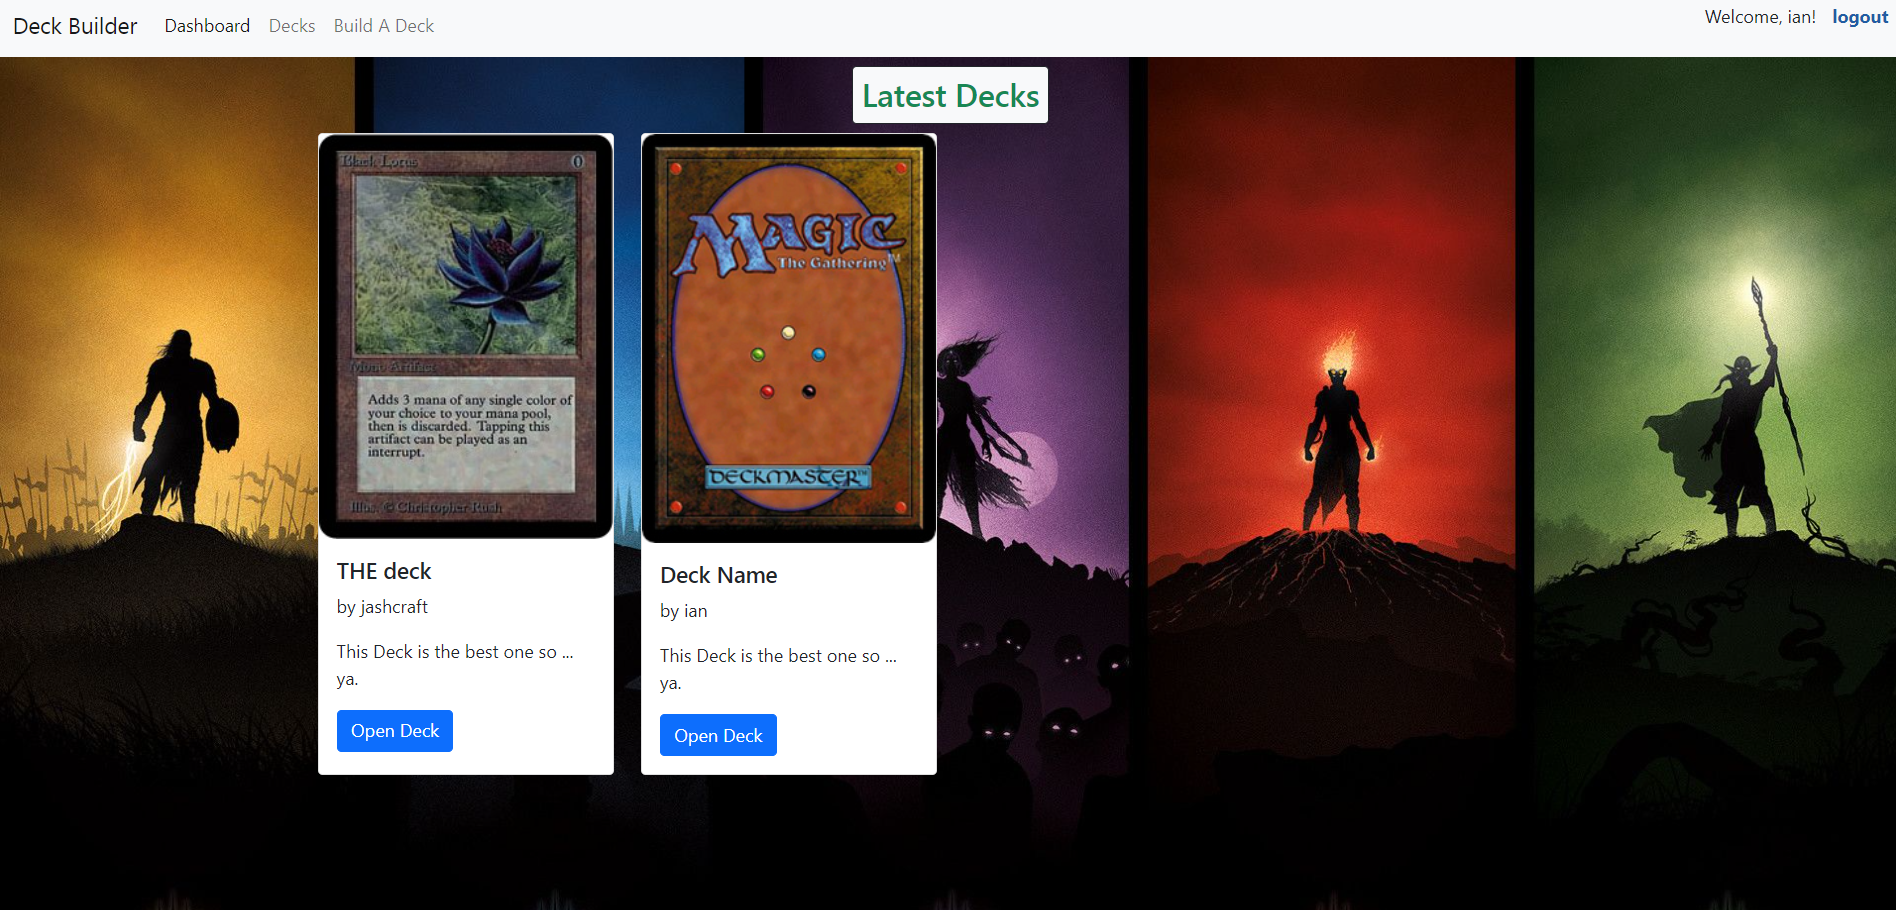 Deck Builder Dashboard Decks Build A Deck Welcome, ian! logout
Latest Decks
Black Lotus 0
Mono Artifact
Adds 3 mana of any single color of
your choice to your mana pool,
then is discarded. Tapping this
artifact can be played as an
interrupt.
Illus. © Christopher Rush
THE deck
by jashcraft
This Deck is the best one so ...
ya.
Open Deck
MAGIC
The Gathering™
DECKMASTER™
Deck Name
by ian
This Deck is the best one so ...
ya.
Open Deck